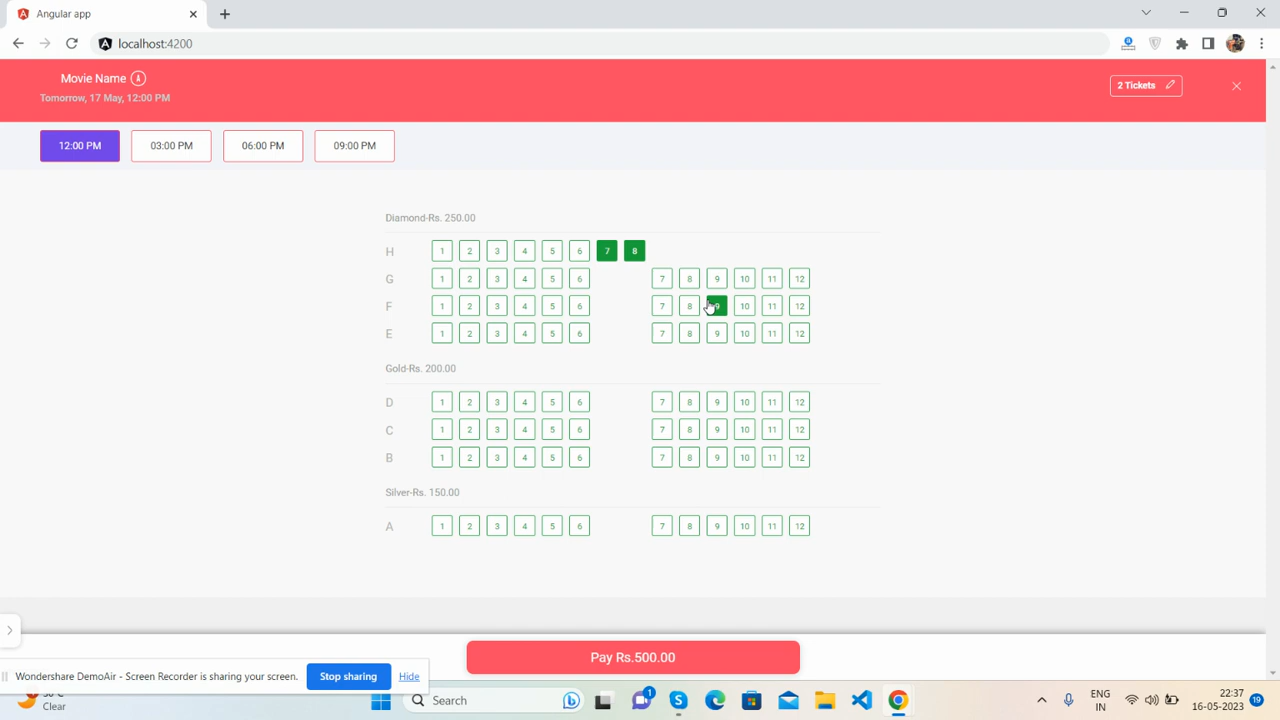 Angular app
localhost:4200
Movie Name A
Tomorrow, 17 May, 12:00 PM
2 Tickets
12:00 PM 03:00 PM 06:00 PM 09:00 PM
Diamond-Rs. 250.00
H 1 2 3 4 5 6 7 8
G 1 2 3 4 5 6 7 8 9 10 11 12
F 1 2 3 4 5 6 7 8 9 10 11 12
E 1 2 3 4 5 6 7 8 9 10 11 12
Gold-Rs. 200.00
D 1 2 3 4 5 6 7 8 9 10 11 12
C 1 2 3 4 5 6 7 8 9 10 11 12
B 1 2 3 4 5 6 7 8 9 10 11 12
Silver-Rs. 150.00
A 1 2 3 4 5 6 7 8 9 10 11 12
Pay Rs.500.00
Wondershare DemoAir - Screen Recorder is sharing your screen. Stop sharing Hide
Clear
Search
1
ENG
IN
22:37
16-05-2023
19